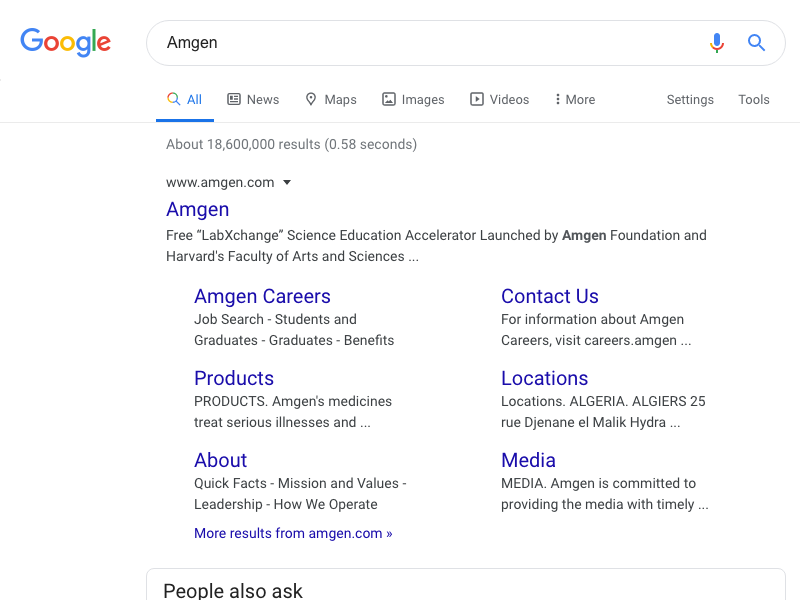 Google
Amgen
All News Maps Images Videos More Settings Tools
About 18,600,000 results (0.58 seconds)
www.amgen.com
Amgen
Free “LabXchange” Science Education Accelerator Launched by Amgen Foundation and
Harvard's Faculty of Arts and Sciences ...
Amgen Careers
Job Search - Students and
Graduates - Graduates - Benefits
Contact Us
For information about Amgen
Careers, visit careers.amgen ...
Products
PRODUCTS. Amgen's medicines
treat serious illnesses and ...
Locations
Locations. ALGERIA. ALGIERS 25
rue Djenane el Malik Hydra ...
About
Quick Facts - Mission and Values -
Leadership - How We Operate
Media
MEDIA. Amgen is committed to
providing the media with timely ...
More results from amgen.com »
People also ask